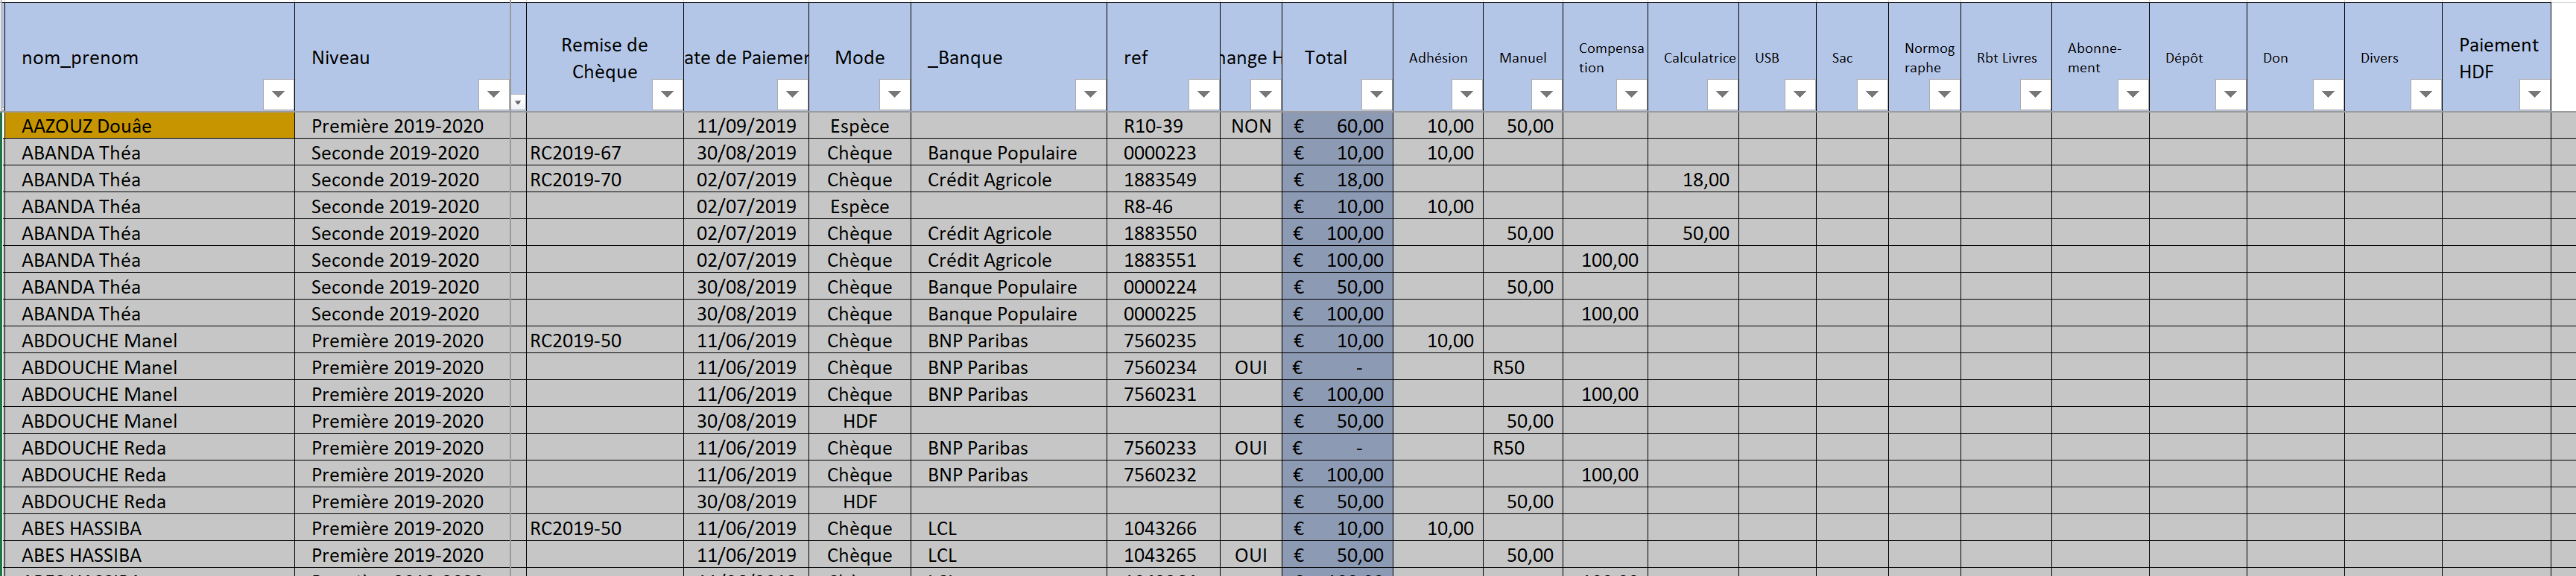 nom_prenom Niveau Remise de Chèque ate de Paiemen Mode _Banque ref hange H Total Adhésion Manuel Compensa tion Calculatrice USB Sac Normog raphe Rbt Livres Abonne- ment Dépôt Don Divers Paiement HDF
AAZOUZ Douâe Première 2019-2020 11/09/2019 Espèce R10-39 NON € 60,00 10,00 50,00
ABANDA Théa Seconde 2019-2020 RC2019-67 30/08/2019 Chèque Banque Populaire 0000223 € 10,00 10,00
ABANDA Théa Seconde 2019-2020 RC2019-70 02/07/2019 Chèque Crédit Agricole 1883549 € 18,00 18,00
ABANDA Théa Seconde 2019-2020 02/07/2019 Espèce R8-46 € 10,00 10,00
ABANDA Théa Seconde 2019-2020 02/07/2019 Chèque Crédit Agricole 1883550 € 100,00 50,00 50,00
ABANDA Théa Seconde 2019-2020 02/07/2019 Chèque Crédit Agricole 1883551 € 100,00 100,00
ABANDA Théa Seconde 2019-2020 30/08/2019 Chèque Banque Populaire 0000224 € 50,00 50,00
ABANDA Théa Seconde 2019-2020 30/08/2019 Chèque Banque Populaire 0000225 € 100,00 100,00
ABDOUCHE Manel Première 2019-2020 RC2019-50 11/06/2019 Chèque BNP Paribas 7560235 € 10,00 10,00
ABDOUCHE Manel Première 2019-2020 11/06/2019 Chèque BNP Paribas 7560234 OUI € - R50
ABDOUCHE Manel Première 2019-2020 11/06/2019 Chèque BNP Paribas 7560231 € 100,00 100,00
ABDOUCHE Manel Première 2019-2020 30/08/2019 HDF € 50,00 50,00
ABDOUCHE Reda Première 2019-2020 11/06/2019 Chèque BNP Paribas 7560233 OUI € - R50
ABDOUCHE Reda Première 2019-2020 11/06/2019 Chèque BNP Paribas 7560232 € 100,00 100,00
ABDOUCHE Reda Première 2019-2020 30/08/2019 HDF € 50,00 50,00
ABES HASSIBA Première 2019-2020 RC2019-50 11/06/2019 Chèque LCL 1043266 € 10,00 10,00
ABES HASSIBA Première 2019-2020 11/06/2019 Chèque LCL 1043265 OUI € 50,00 50,00